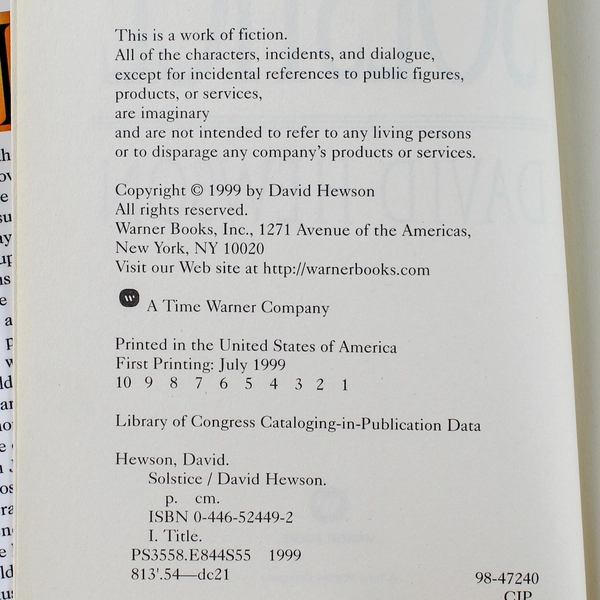 This is a work of fiction.
All of the characters, incidents, and dialogue,
except for incidental references to public figures,
products, or services,
are imaginary
and are not intended to refer to any living persons
or to disparage any company's products or services.
Copyright © 1999 by David Hewson
All rights reserved.
Warner Books, Inc., 1271 Avenue of the Americas,
New York, NY 10020
Visit our Web site at http://warnerbooks.com
W A Time Warner Company
Printed in the United States of America
First Printing: July 1999
10 9 8 7 6 5 4 3 2 1
Library of Congress Cataloging-in-Publication Data
Hewson, David.
Solstice / David Hewson.
p. cm.
ISBN 0-446-52449-2
I. Title.
PS3558.E844S55 1999
813'.54—dc21
98-47240
CIP